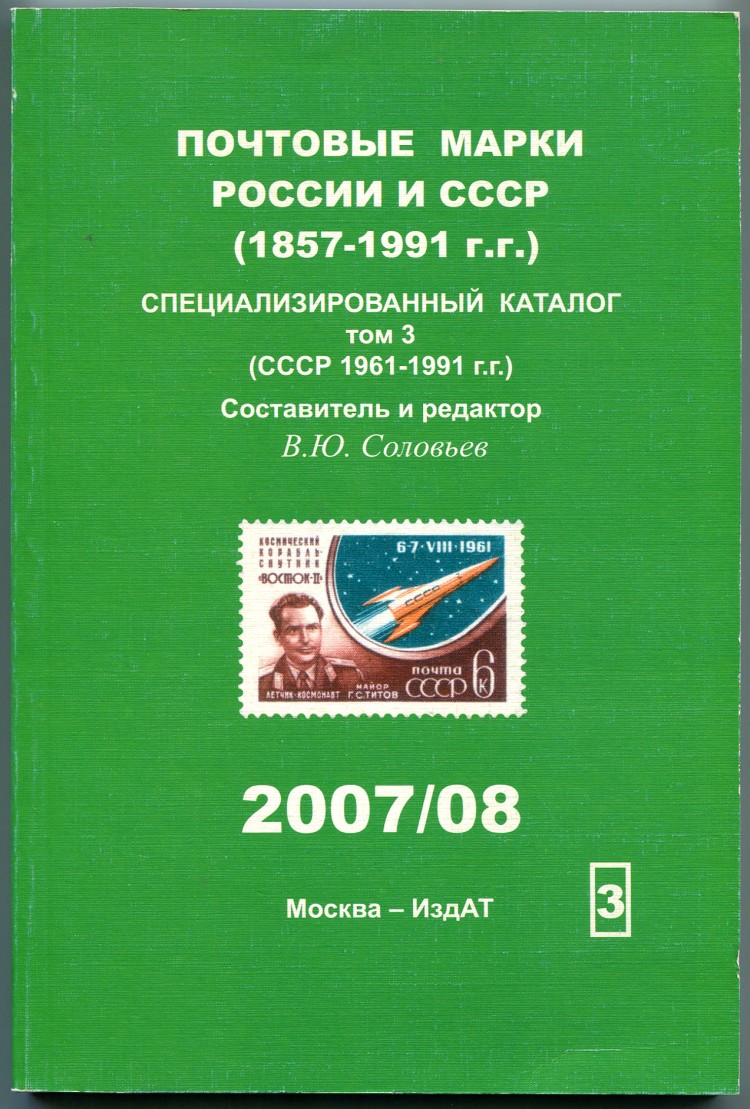 ПОЧТОВЫЕ МАРКИ
РОССИИ И СССР
(1857-1991 г.г.)
СПЕЦИАЛИЗИРОВАННЫЙ КАТАЛОГ
том 3
(СССР 1961-1991 г.г.)
Составитель и редактор
В.Ю. Соловьев
КОСМИЧЕСКИЙ
КОРАБЛЬ-
СПУТНИК
«ВОСТОК-II»
6-7·VIII·1961
СССР
почта
СССР 6к
ЛЕТЧИК-КОСМОНАВТ МАЙОР
Г.С.ТИТОВ
2007/08
Москва – ИздАТ
3